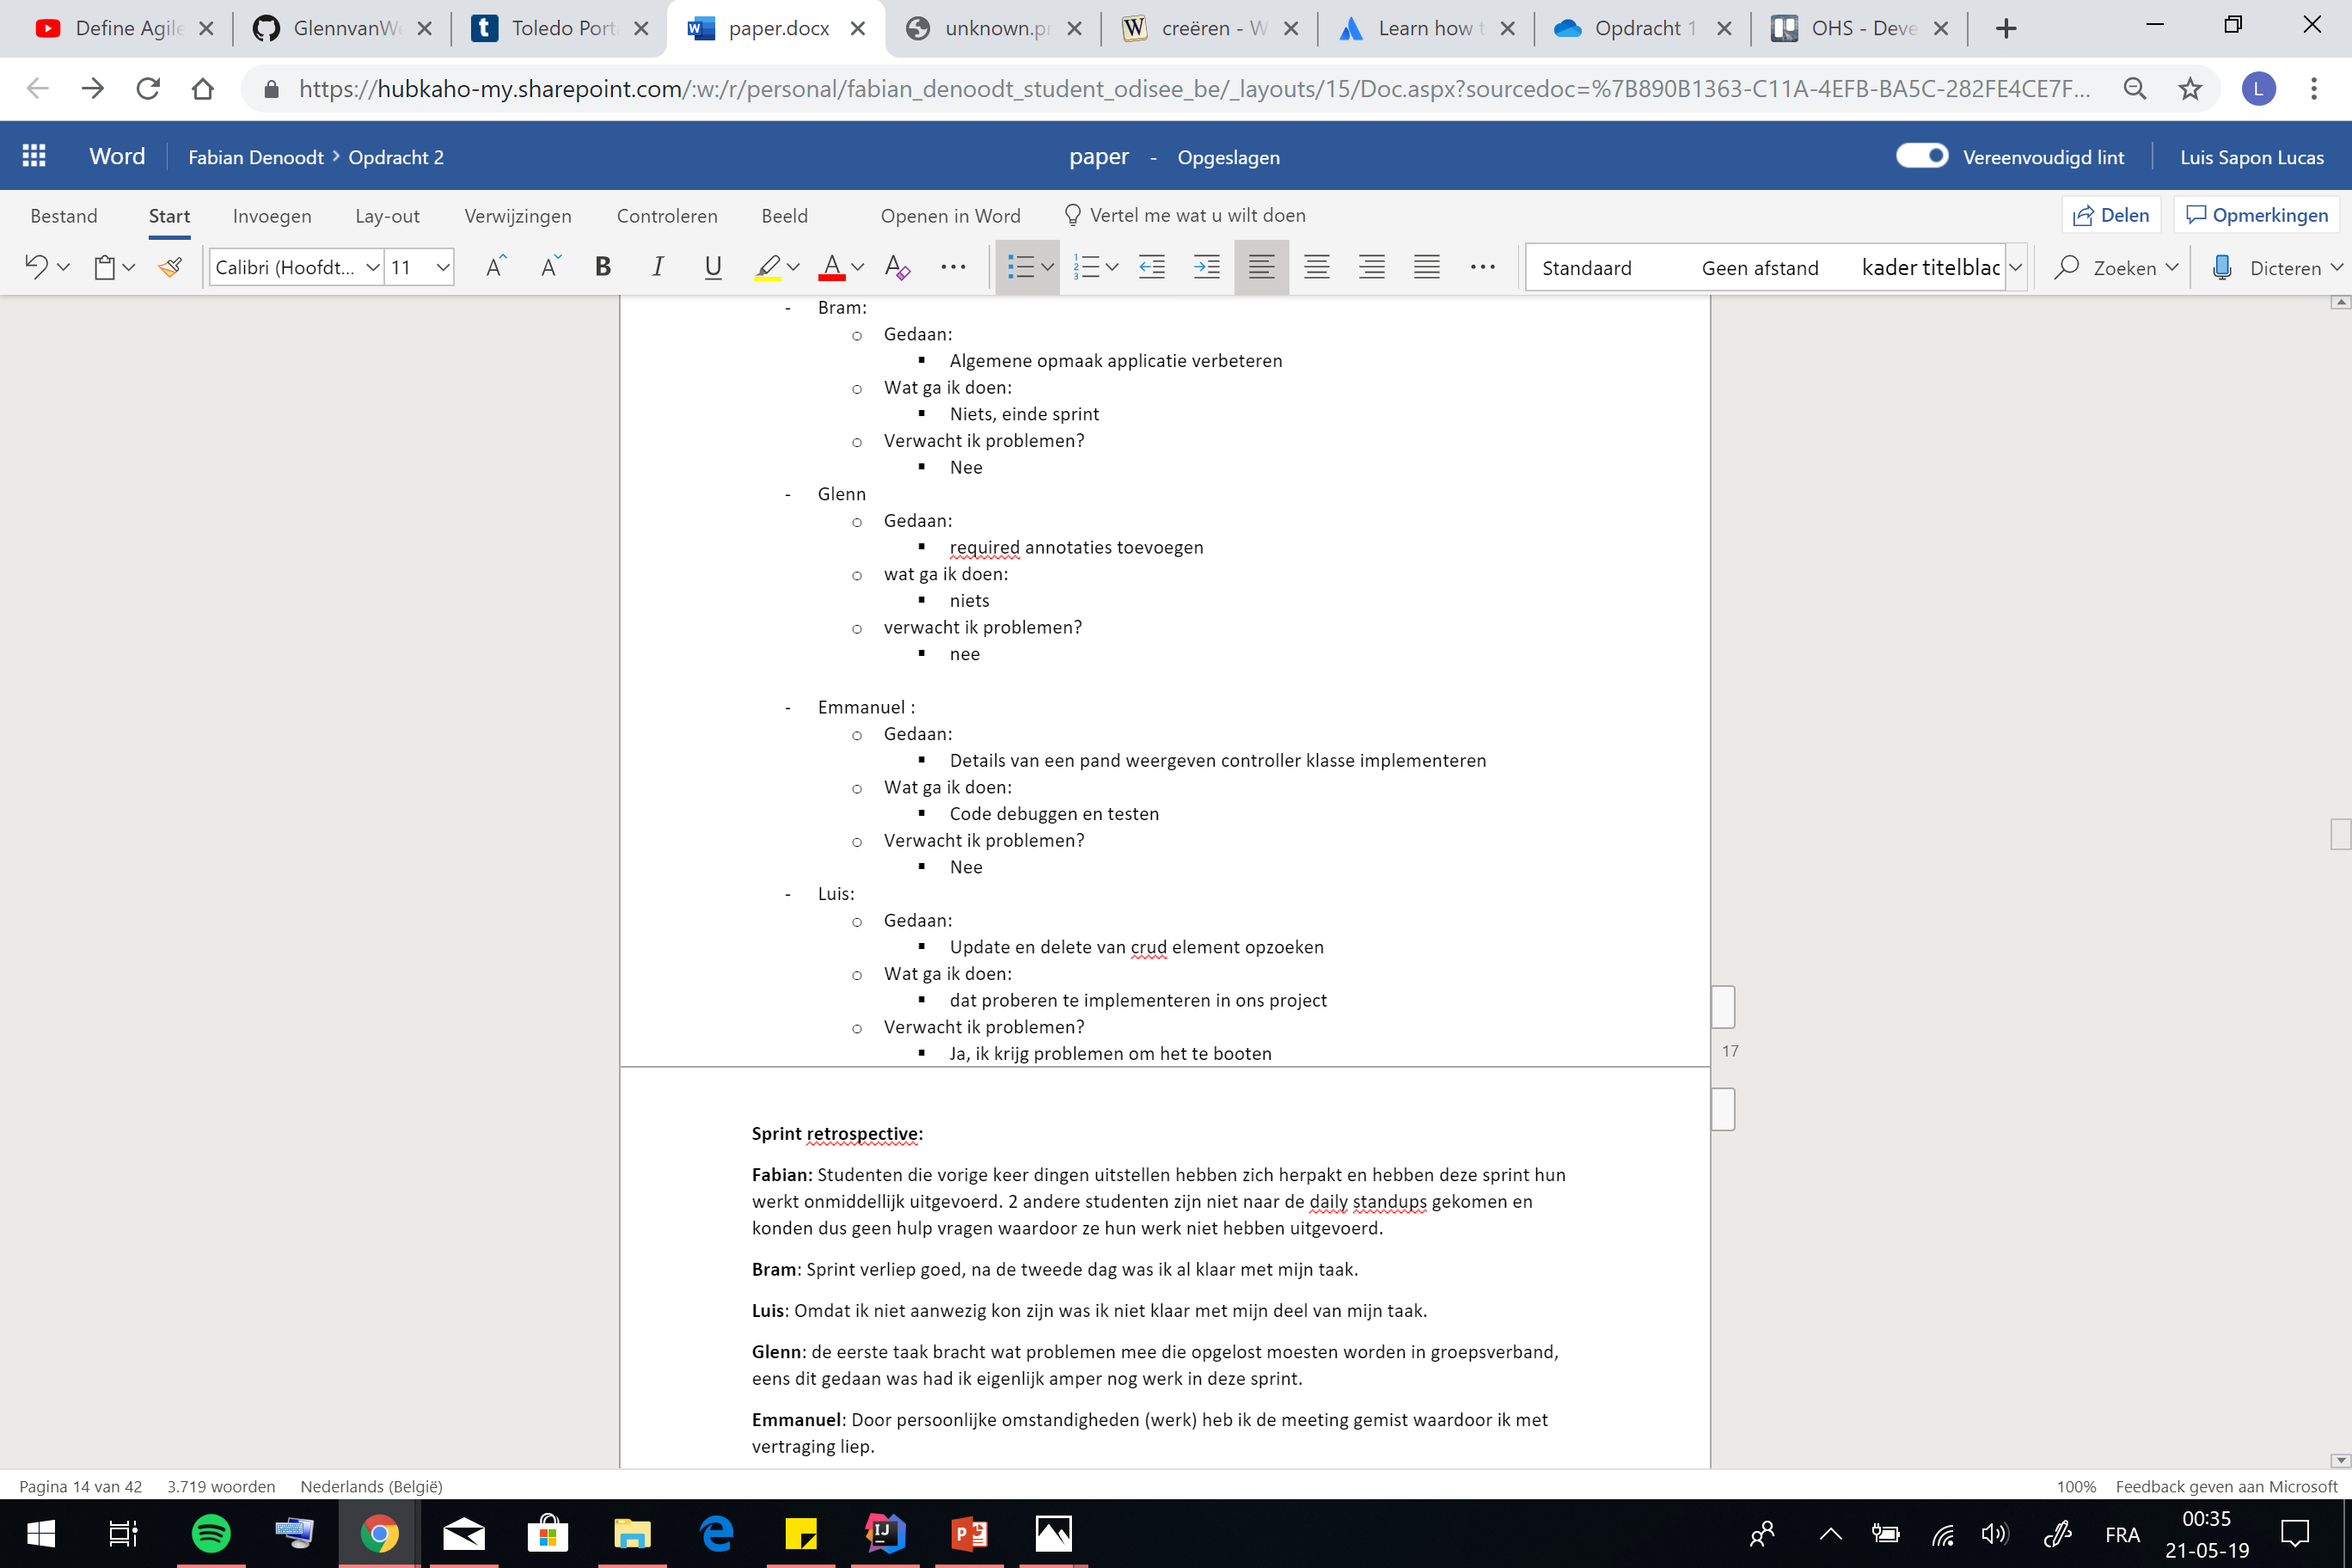 Define Agile
GlennvanWe
Toledo Porta
paper.docx
unknown.pr
creëren - W
Learn how t
Opdracht 1
OHS - Deve
https://hubkaho-my.sharepoint.com/:w:/r/personal/fabian_denoodt_student_odisee_be/_layouts/15/Doc.aspx?sourcedoc=%7B890B1363-C11A-4EFB-BA5C-282FE4CE7F...
L
Word
Fabian Denoodt > Opdracht 2
paper - Opgeslagen
Vereenvoudigd lint
Luis Sapon Lucas
Bestand Start Invoegen Lay-out Verwijzingen Controleren Beeld Openen in Word Vertel me wat u wilt doen
Delen Opmerkingen
Calibri (Hoofdt... 11 B I U
Standaard Geen afstand kader titelblac
Zoeken Dicteren
- Bram:
o Gedaan:
▪ Algemene opmaak applicatie verbeteren
o Wat ga ik doen:
▪ Niets, einde sprint
o Verwacht ik problemen?
▪ Nee
- Glenn
o Gedaan:
▪ required annotaties toevoegen
o wat ga ik doen:
▪ niets
o verwacht ik problemen?
▪ nee
- Emmanuel :
o Gedaan:
▪ Details van een pand weergeven controller klasse implementeren
o Wat ga ik doen:
▪ Code debuggen en testen
o Verwacht ik problemen?
▪ Nee
- Luis:
o Gedaan:
▪ Update en delete van crud element opzoeken
o Wat ga ik doen:
▪ dat proberen te implementeren in ons project
o Verwacht ik problemen?
▪ Ja, ik krijg problemen om het te booten
17
Sprint retrospective:
Fabian: Studenten die vorige keer dingen uitstellen hebben zich herpakt en hebben deze sprint hun
werkt onmiddellijk uitgevoerd. 2 andere studenten zijn niet naar de daily standups gekomen en
konden dus geen hulp vragen waardoor ze hun werk niet hebben uitgevoerd.
Bram: Sprint verliep goed, na de tweede dag was ik al klaar met mijn taak.
Luis: Omdat ik niet aanwezig kon zijn was ik niet klaar met mijn deel van mijn taak.
Glenn: de eerste taak bracht wat problemen mee die opgelost moesten worden in groepsverband,
eens dit gedaan was had ik eigenlijk amper nog werk in deze sprint.
Emmanuel: Door persoonlijke omstandigheden (werk) heb ik de meeting gemist waardoor ik met
vertraging liep.
Pagina 14 van 42 3.719 woorden Nederlands (België)
100% Feedback geven aan Microsoft
FRA
00:35
21-05-19